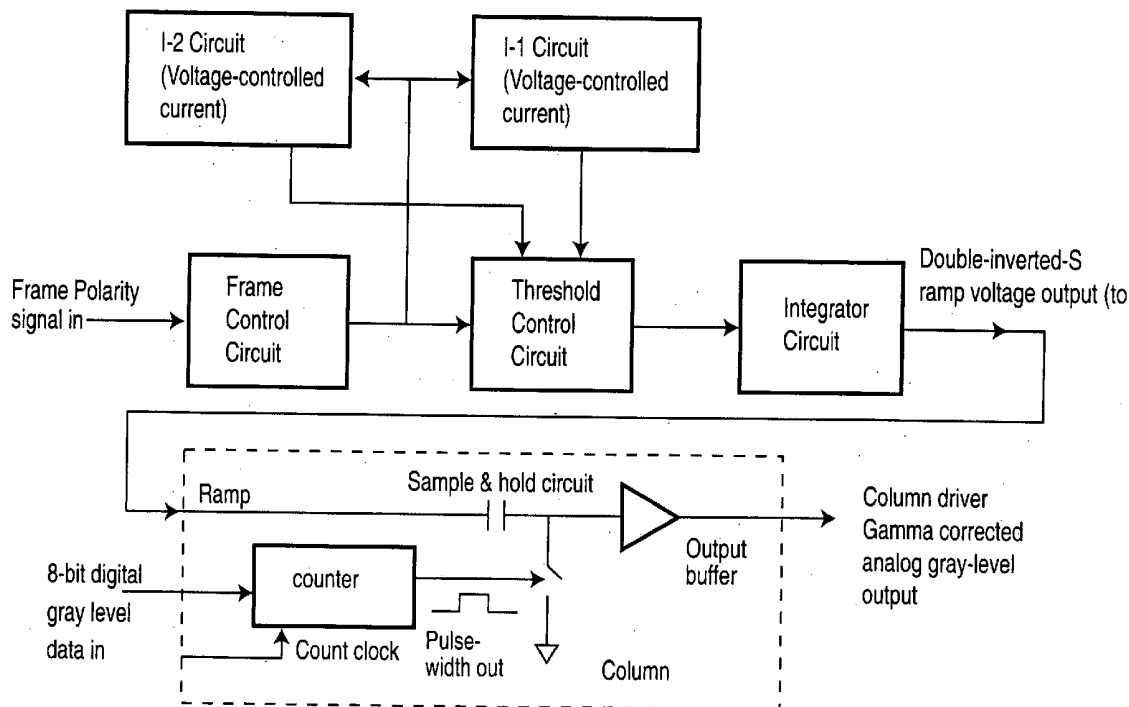 I-2 Circuit
(Voltage-controlled
current)
I-1 Circuit
(Voltage-controlled
current)
Frame Polarity
signal in
Frame
Control
Circuit
Threshold
Control
Circuit
Integrator
Circuit
Double-inverted-S
ramp voltage output (to
Ramp
Sample & hold circuit
Output
buffer
Column driver
Gamma corrected
analog gray-level
output
8-bit digital
gray level
data in
counter
Count clock
Pulse-
width out
Column